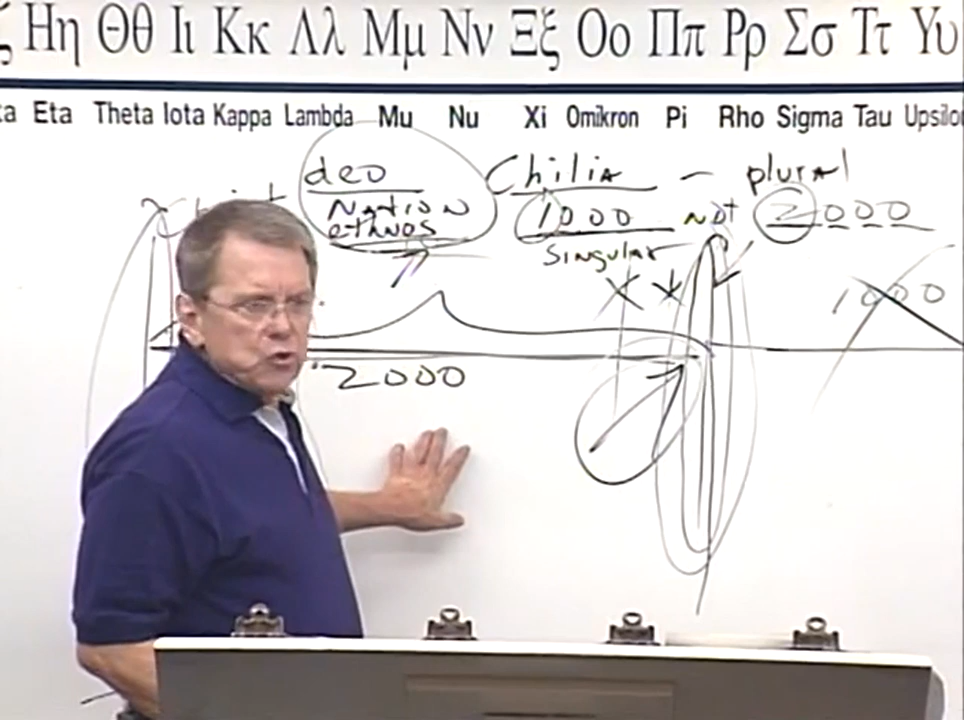 Ηη Θθ Ιι Κκ Λλ Μμ Νν Ξξ Οο Ππ Ρρ Σσ Ττ Υυ
Eta Theta Iota Kappa Lambda Mu Nu Xi Omikron Pi Rho Sigma Tau Upsilo
deo Chilia - plural
Nation 1000 not 2000
ethnos singular
1000
2000